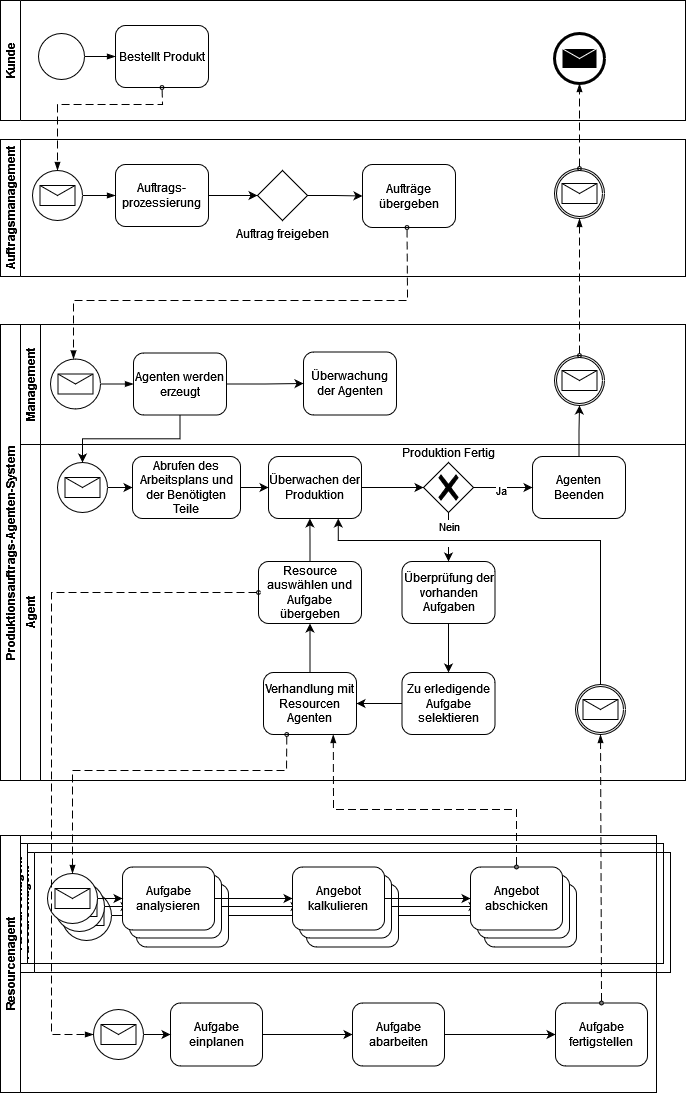 Kunde
Bestellt Produkt
Auftragsmanagement
Auftrags-
prozessierung
Auftrag freigeben
Aufträge
übergeben
Produktionsauftrags-Agenten-System
Management
Agenten werden
erzeugt
Überwachung
der Agenten
Agent
Abrufen des
Arbeitsplans und
der Benötigten
Teile
Überwachen der
Produktion
Produktion Fertig
Ja
Nein
Agenten
Beenden
Resource
auswählen und
Aufgabe
übergeben
Überprüfung der
vorhanden
Aufgaben
Verhandlung mit
Resourcen
Agenten
Zu erledigende
Aufgabe
selektieren
Resourcenagent
Aufgabe
analysieren
Angebot
kalkulieren
Angebot
abschicken
Aufgabe
einplanen
Aufgabe
abarbeiten
Aufgabe
fertigstellen